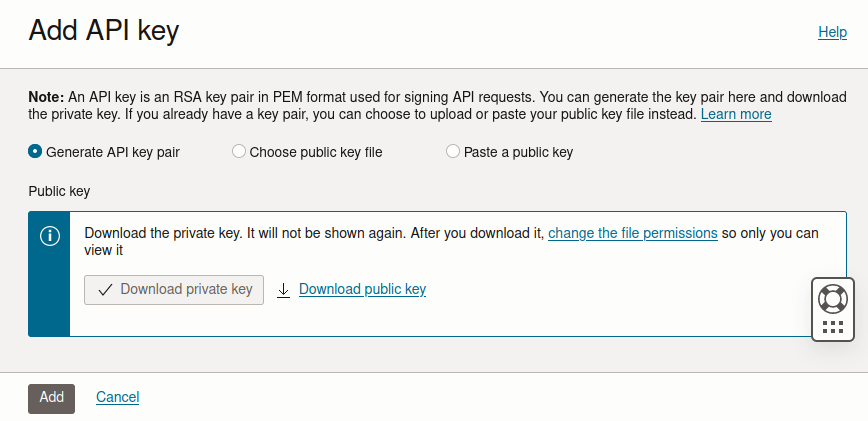 Add API key
Help
Note: An API key is an RSA key pair in PEM format used for signing API requests. You can generate the key pair here and download
the private key. If you already have a key pair, you can choose to upload or paste your public key file instead. Learn more
Generate API key pair
Choose public key file
Paste a public key
Public key
Download the private key. It will not be shown again. After you download it, change the file permissions so only you can
view it
Download private key
Download public key
Add
Cancel